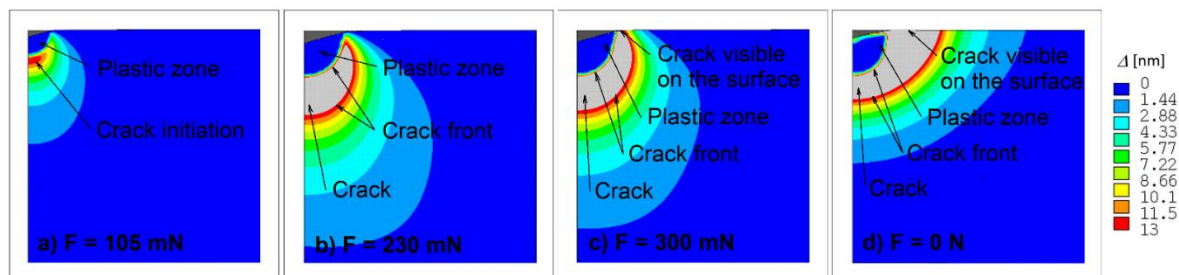 Plastic zone
Crack initiation
a) F = 105 mN
Plastic zone
Crack front
Crack
b) F = 230 mN
Crack visible
on the surface
Plastic zone
Crack front
Crack
c) F = 300 mN
Crack visible
on the surface
Plastic zone
Crack front
Crack
d) F = 0 N
Δ [nm]
0
1.44
2.88
4.33
5.77
7.22
8.66
10.1
11.5
13